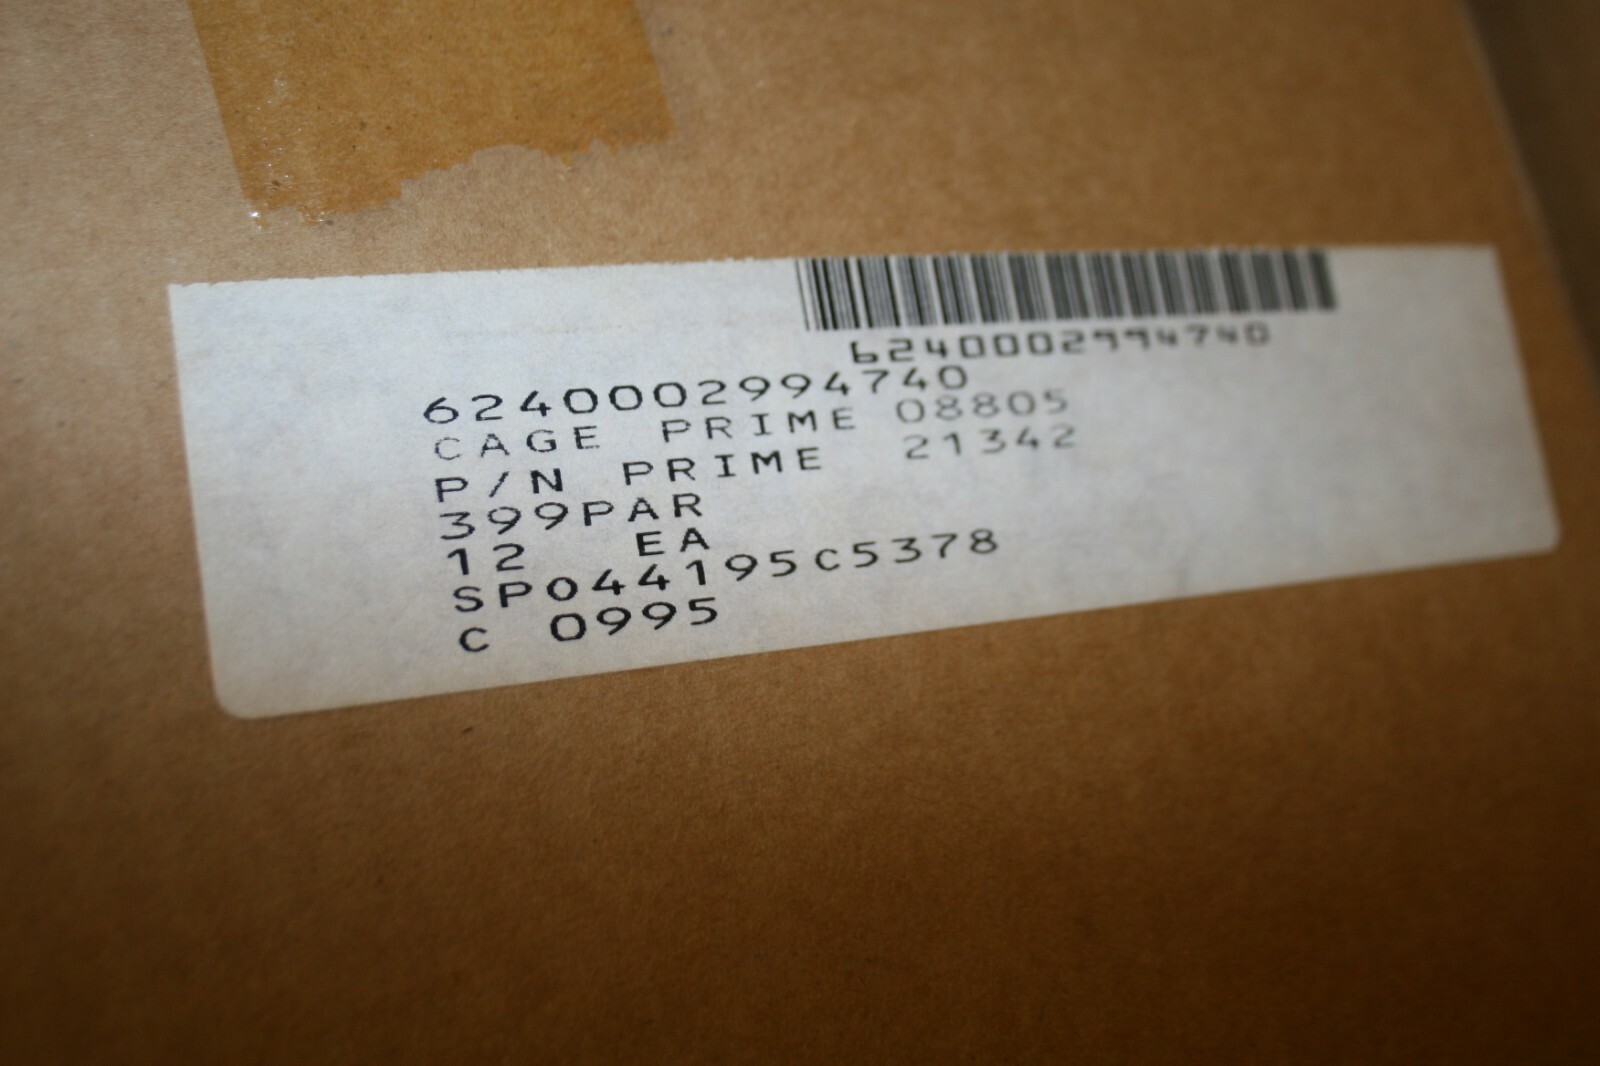 6240002994740
6240002994740
CAGE PRIME 08805
P/N PRIME 21342
399PAR
12 EA
SP044195C5378
C 0995